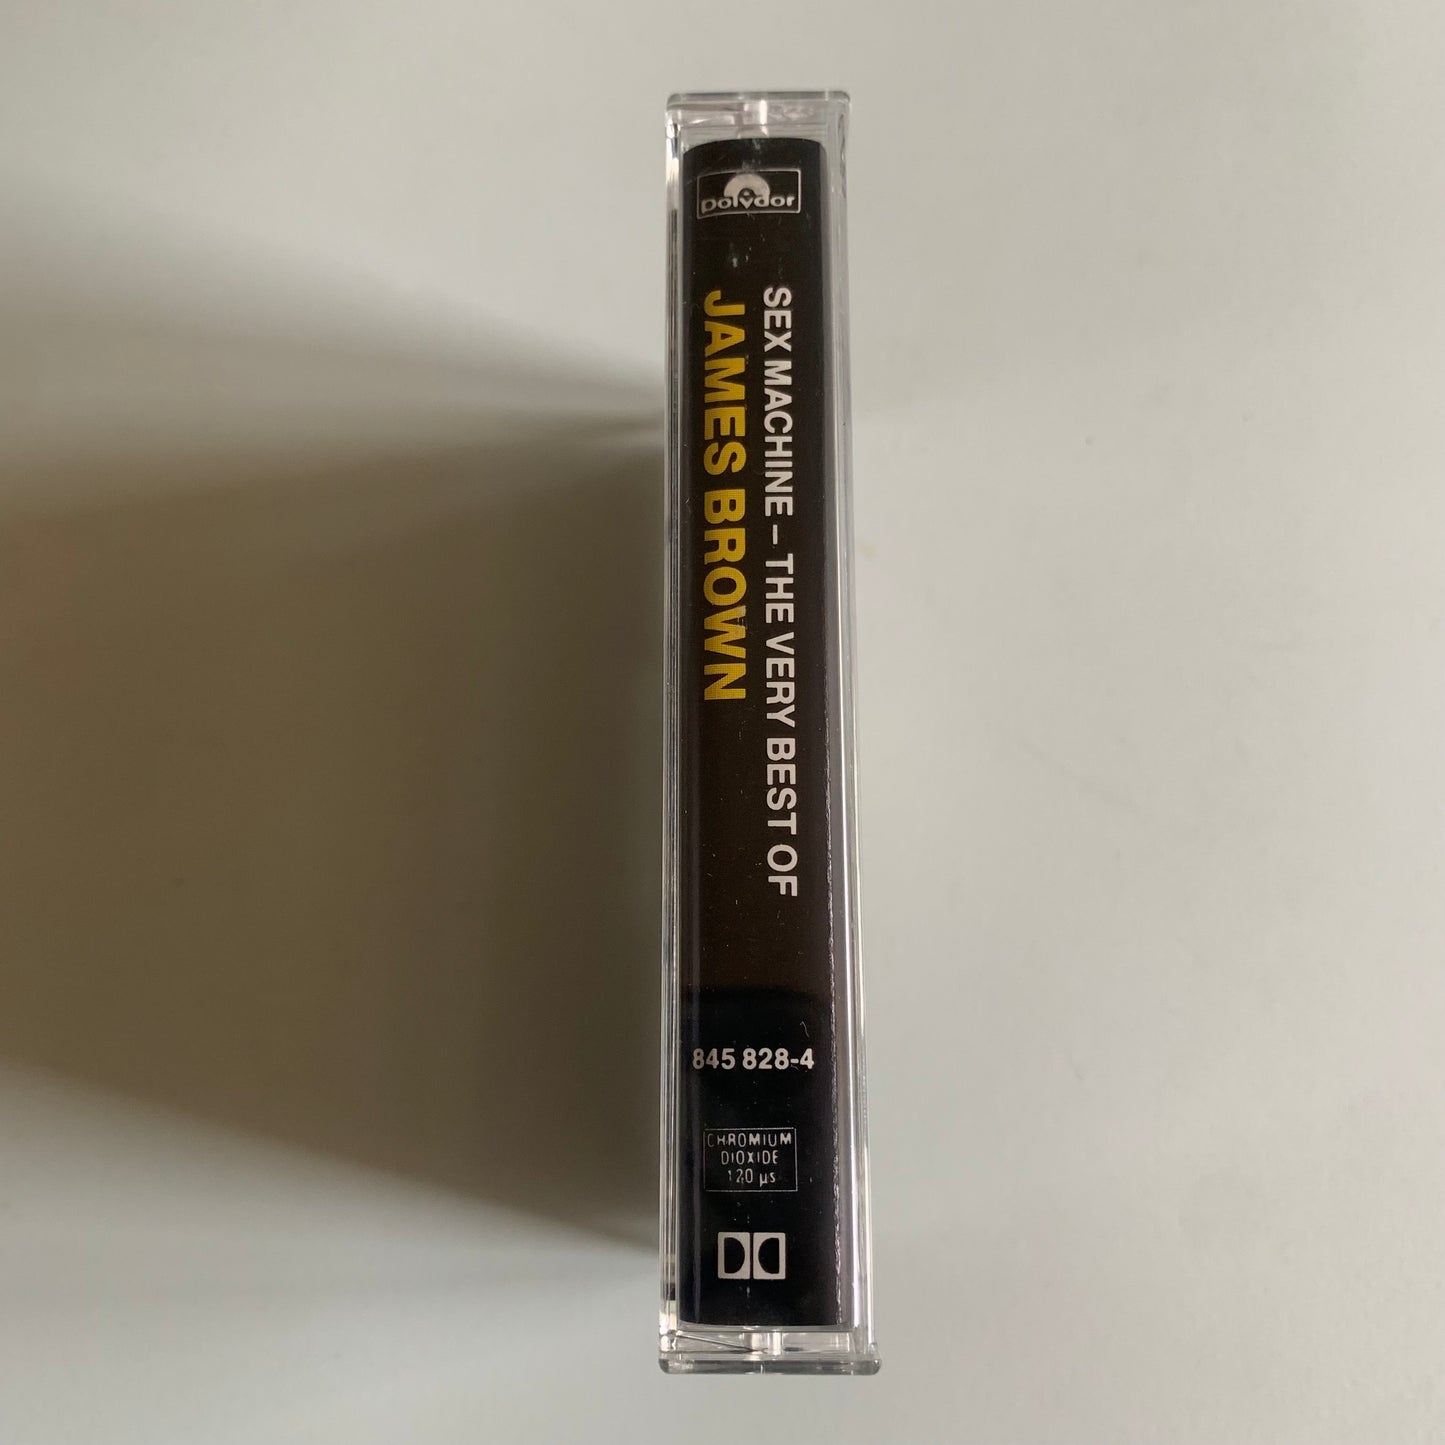 polydor
SEX MACHINE – THE VERY BEST OF
JAMES BROWN
845 828-4
CHROMIUM
DIOXIDE
120 µs